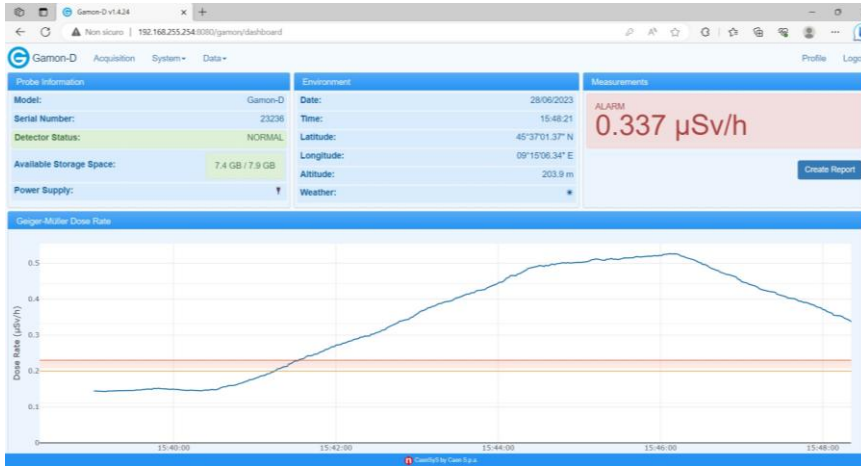 Gamon-D v1.4.24
Non sicuro | 192.168.255.254:8080/gamon/dashboard
Gamon-D Acquisition System Data Profile
Probe Information
Model: Gamon-D
Serial Number: 23236
Detector Status: NORMAL
Available Storage Space: 7.4 GB / 7.9 GB
Power Supply:
Environment
Date: 28/06/2023
Time: 15:48:21
Latitude: 45°37'01.37" N
Longitude: 09°15'06.34" E
Altitude: 203.9 m
Weather:
Measurements
ALARM
0.337 µSv/h
Create Report
Geiger-Müller Dose Rate
Dose Rate (µSv/h)
0.5
0.4
0.3
0.2
0.1
0
15:40:00 15:42:00 15:44:00 15:46:00 15:48:00
by Caen S.p.a.